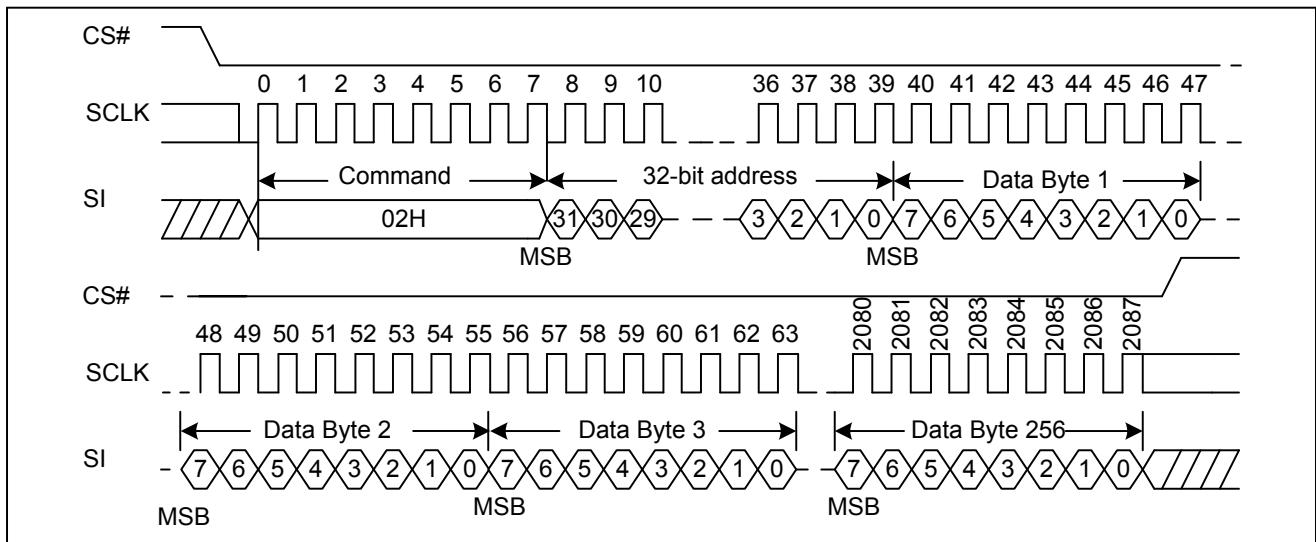 CS#
0 1 2 3 4 5 6 7 8 9 10 36 37 38 39 40 41 42 43 44 45 46 47
SCLK
Command 32-bit address Data Byte 1
SI
02H 31 30 29 3 2 1 0 7 6 5 4 3 2 1 0
MSB MSB
CS#
48 49 50 51 52 53 54 55 56 57 58 59 60 61 62 63 2080 2081 2082 2083 2084 2085 2086 2087
SCLK
Data Byte 2 Data Byte 3 Data Byte 256
SI
7 6 5 4 3 2 1 0 7 6 5 4 3 2 1 0 7 6 5 4 3 2 1 0
MSB MSB MSB